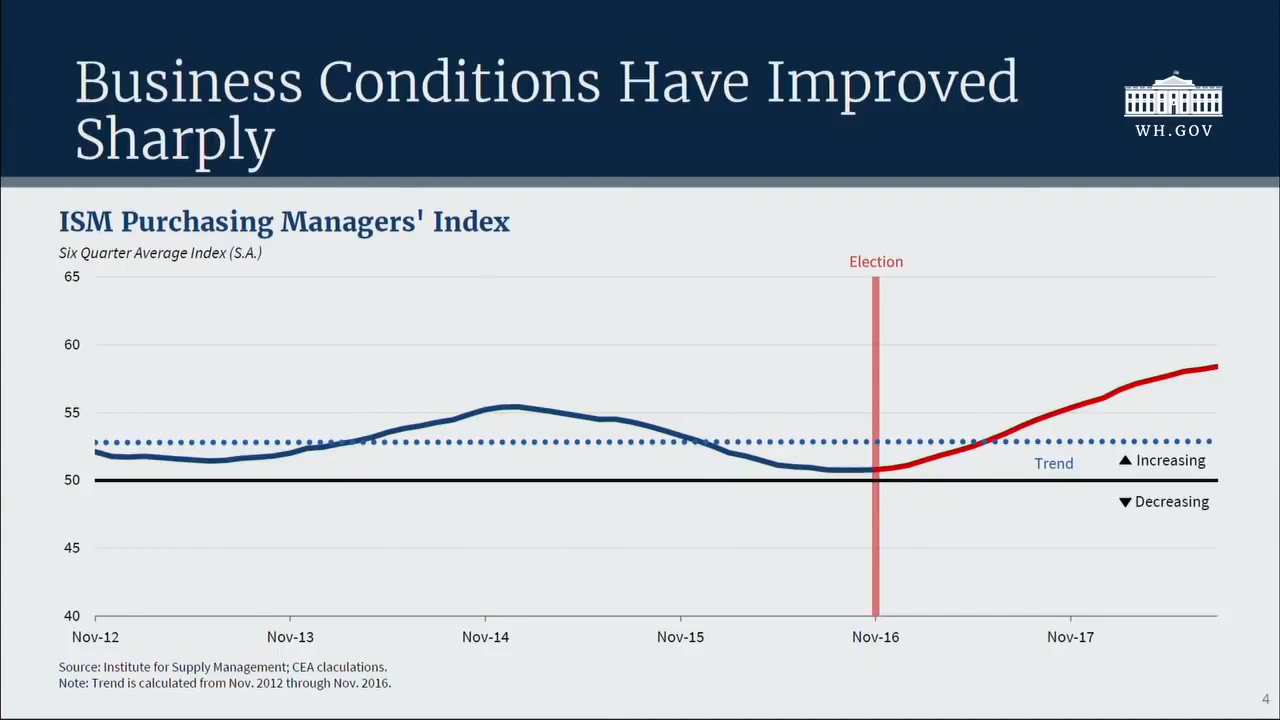 Business Conditions Have Improved
Sharply
WH.GOV
ISM Purchasing Managers' Index
Six Quarter Average Index (S.A.)
Election
65
60
55
50
45
40
Trend
▲ Increasing
▼ Decreasing
Nov-12 Nov-13 Nov-14 Nov-15 Nov-16 Nov-17
Source: Institute for Supply Management; CEA claculations.
Note: Trend is calculated from Nov. 2012 through Nov. 2016.
4